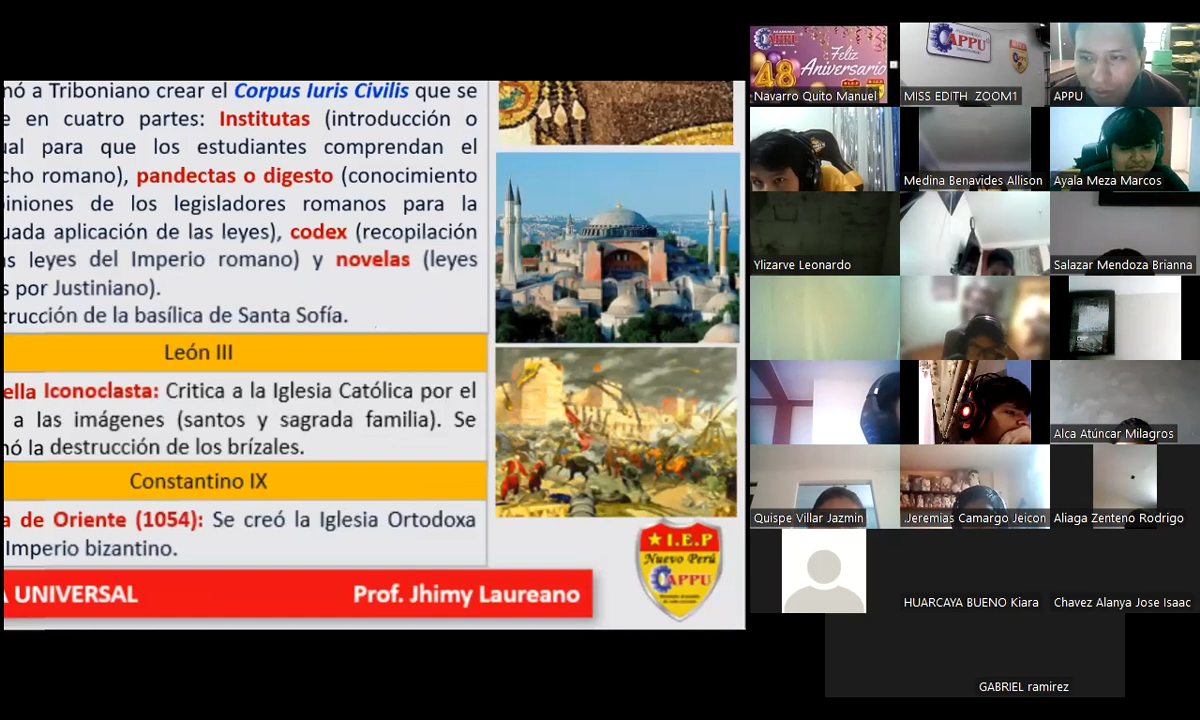 nó a Triboniano crear el Corpus Iuris Civilis que se
e en cuatro partes: Institutas (introducción o
ual para que los estudiantes comprendan el
cho romano), pandectas o digesto (conocimiento
piniones de los legisladores romanos para la
uada aplicación de las leyes), codex (recopilación
s leyes del Imperio romano) y novelas (leyes
s por Justiniano).
trucción de la basílica de Santa Sofía.
León III
ella Iconoclasta: Critica a la Iglesia Católica por el
a las imágenes (santos y sagrada familia). Se
nó la destrucción de los brízales.
Constantino IX
a de Oriente (1054): Se creó la Iglesia Ortodoxa
Imperio bizantino.
A UNIVERSAL
Prof. Jhimy Laureano
I.E.P
Nuevo Perú
APPU
ACADEMIA
APPU
Feliz
48 Aniversario
Navarro Quito Manuel
APPU
MISS EDITH ZOOM1
APPU
Medina Benavides Allison
Ayala Meza Marcos
Ylizarve Leonardo
Salazar Mendoza Brianna
Alca Atúncar Milagros
Quispe Villar Jazmin
.Jeremias Camargo Jeicon
Aliaga Zenteno Rodrigo
HUARCAYA BUENO Kiara
Chavez Alanya Jose Isaac
GABRIEL ramirez